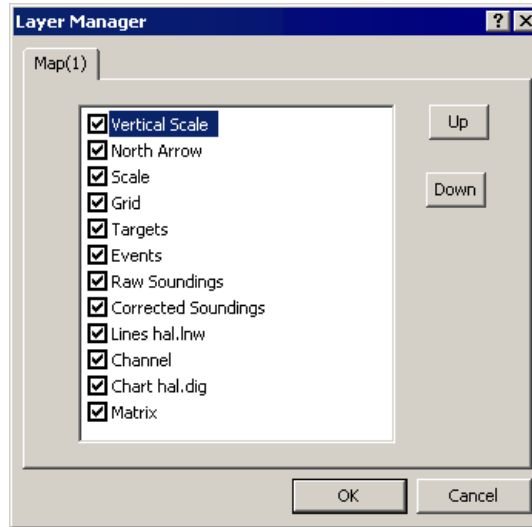 Layer Manager
Map(1)
Vertical Scale
North Arrow
Scale
Grid
Targets
Events
Raw Soundings
Corrected Soundings
Lines hal.lnw
Channel
Chart hal.dig
Matrix
Up
Down
OK
Cancel